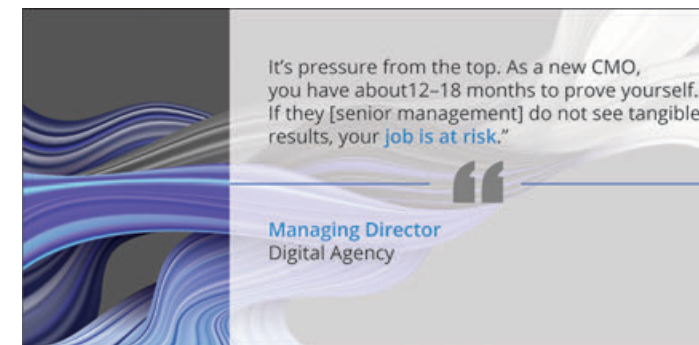 It’s pressure from the top. As a new CMO,
you have about12–18 months to prove yourself.
If they [senior management] do not see tangible
results, your job is at risk.”
“
Managing Director
Digital Agency